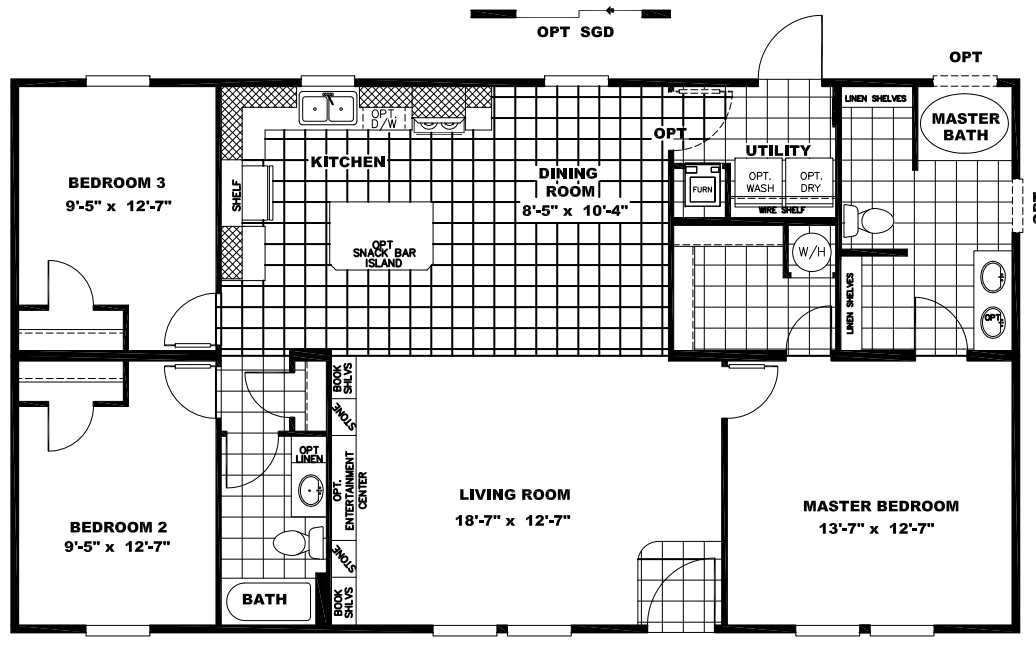 OPT SGD
OPT
LINEN SHELVES
MASTER
BATH
OPT.
D/W
OPT
UTILITY
KITCHEN
DINING
ROOM
8'-5" x 10'-4"
BEDROOM 3
9'-5" x 12'-7"
SHELF
FURN
OPT.
WASH
OPT.
DRY
WIRE SHELF
OPT
OPT
SNACK BAR
ISLAND
W/H
LINEN SHELVES
OPT.
BOOK
SHLVS
STONE
OPT
LINEN
OPT.
ENTERTAINMENT
CENTER
LIVING ROOM
18'-7" x 12'-7"
MASTER BEDROOM
13'-7" x 12'-7"
BEDROOM 2
9'-5" x 12'-7"
STONE
BATH
BOOK
SHLVS